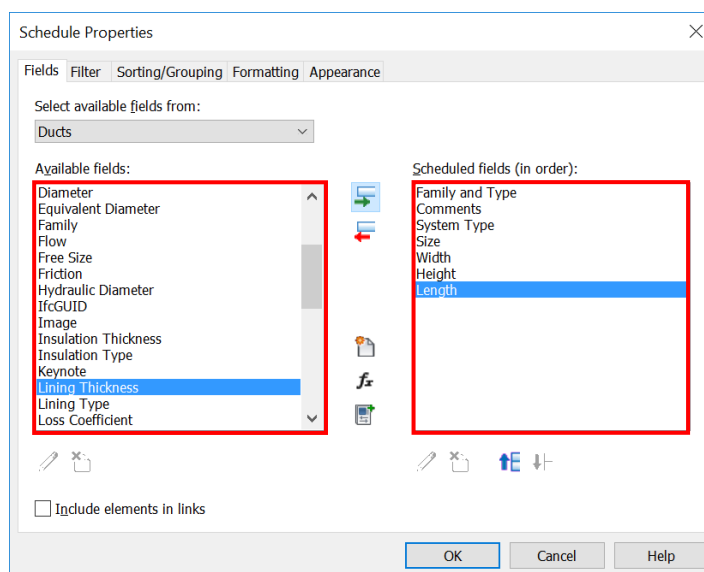 Schedule Properties
Fields Filter Sorting/Grouping Formatting Appearance
Select available fields from:
Ducts
Available fields:
Diameter
Equivalent Diameter
Family
Flow
Free Size
Friction
Hydraulic Diameter
IfcGUID
Image
Insulation Thickness
Insulation Type
Keynote
Lining Thickness
Lining Type
Loss Coefficient
fx
Scheduled fields (in order):
Family and Type
Comments
System Type
Size
Width
Height
Length
Include elements in links
OK Cancel Help